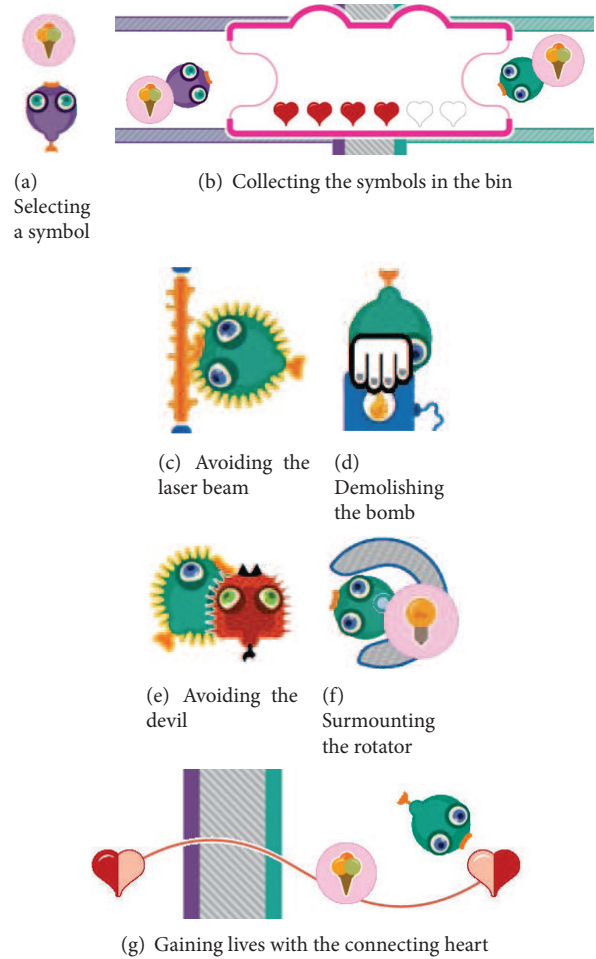 (a)
Selecting
a symbol
(b) Collecting the symbols in the bin
(c) Avoiding the
laser beam
(d)
Demolishing
the bomb
(e) Avoiding the
devil
(f)
Surmounting
the rotator
(g) Gaining lives with the connecting heart